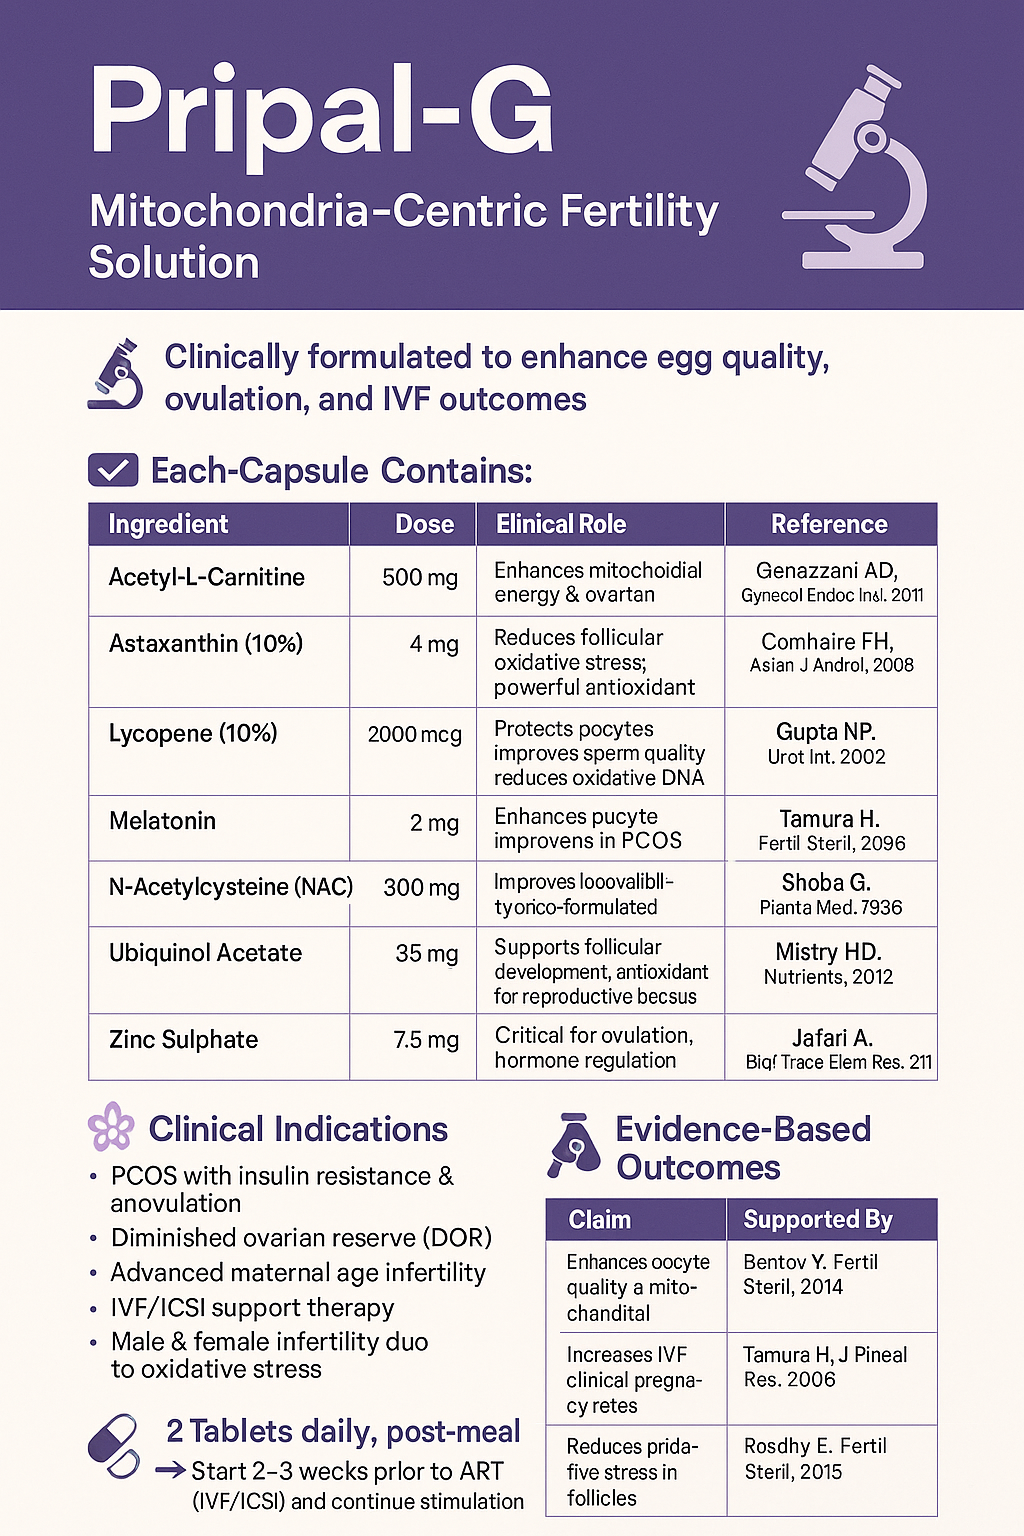 Pripal-G
Mitochondria-Centric Fertility
Solution
Clinically formulated to enhance egg quality,
ovulation, and IVF outcomes
Each-Capsule Contains:
Ingredient Dose Elinical Role Reference
Acetyl-L-Carnitine 500 mg
Enhances mitochoidial
energy & ovartan
Genazzani AD,
Gynecol Endoc Inẟl. 2011
Astaxanthin (10%) 4 mg
Reduces follicular
oxidative stress;
powerful antioxidant
Comhaire FH,
Asian J Androl, 2008
Lycopene (10%) 2000 mcg
Protects pocytes
improves sperm quality
reduces oxidative DNA
Gupta NP.
Urot Int. 2002
Melatonin 2 mg
Enhances pucyte
improvens in PCOS
Tamura H.
Fertil Steril, 2096
N-Acetylcysteine (NAC) 300 mg
Improves looovalibll-
tyorico-formulated
Shoba G.
Pianta Med. 7936
Ubiquinol Acetate 35 mg
Supports follicular
development, antioxidant
for reproductive becsus
Mistry HD.
Nutrients, 2012
Zinc Sulphate 7.5 mg
Critical for ovulation,
hormone regulation
Jafari A.
Biqf Trace Elem Res. 211
Clinical Indications
• PCOS with insulin resistance &
anovulation
• Diminished ovarian reserve (DOR)
• Advanced maternal age infertility
• IVF/ICSI support therapy
• Male & female infertility duo
to oxidative stress
2 Tablets daily, post-meal
→ Start 2–3 weeks prlor to ART
(IVF/ICSI) and continue stimulation
Evidence-Based
Outcomes
Claim Supported By
Enhances oocyte
quality a mito-
chandital
Bentov Y. Fertil
Steril, 2014
Increases IVF
clinical pregna-
cy retes
Tamura H, J Pineal
Res. 2006
Reduces prida-
five stress in
follicles
Rosdhy E. Fertil
Steril, 2015